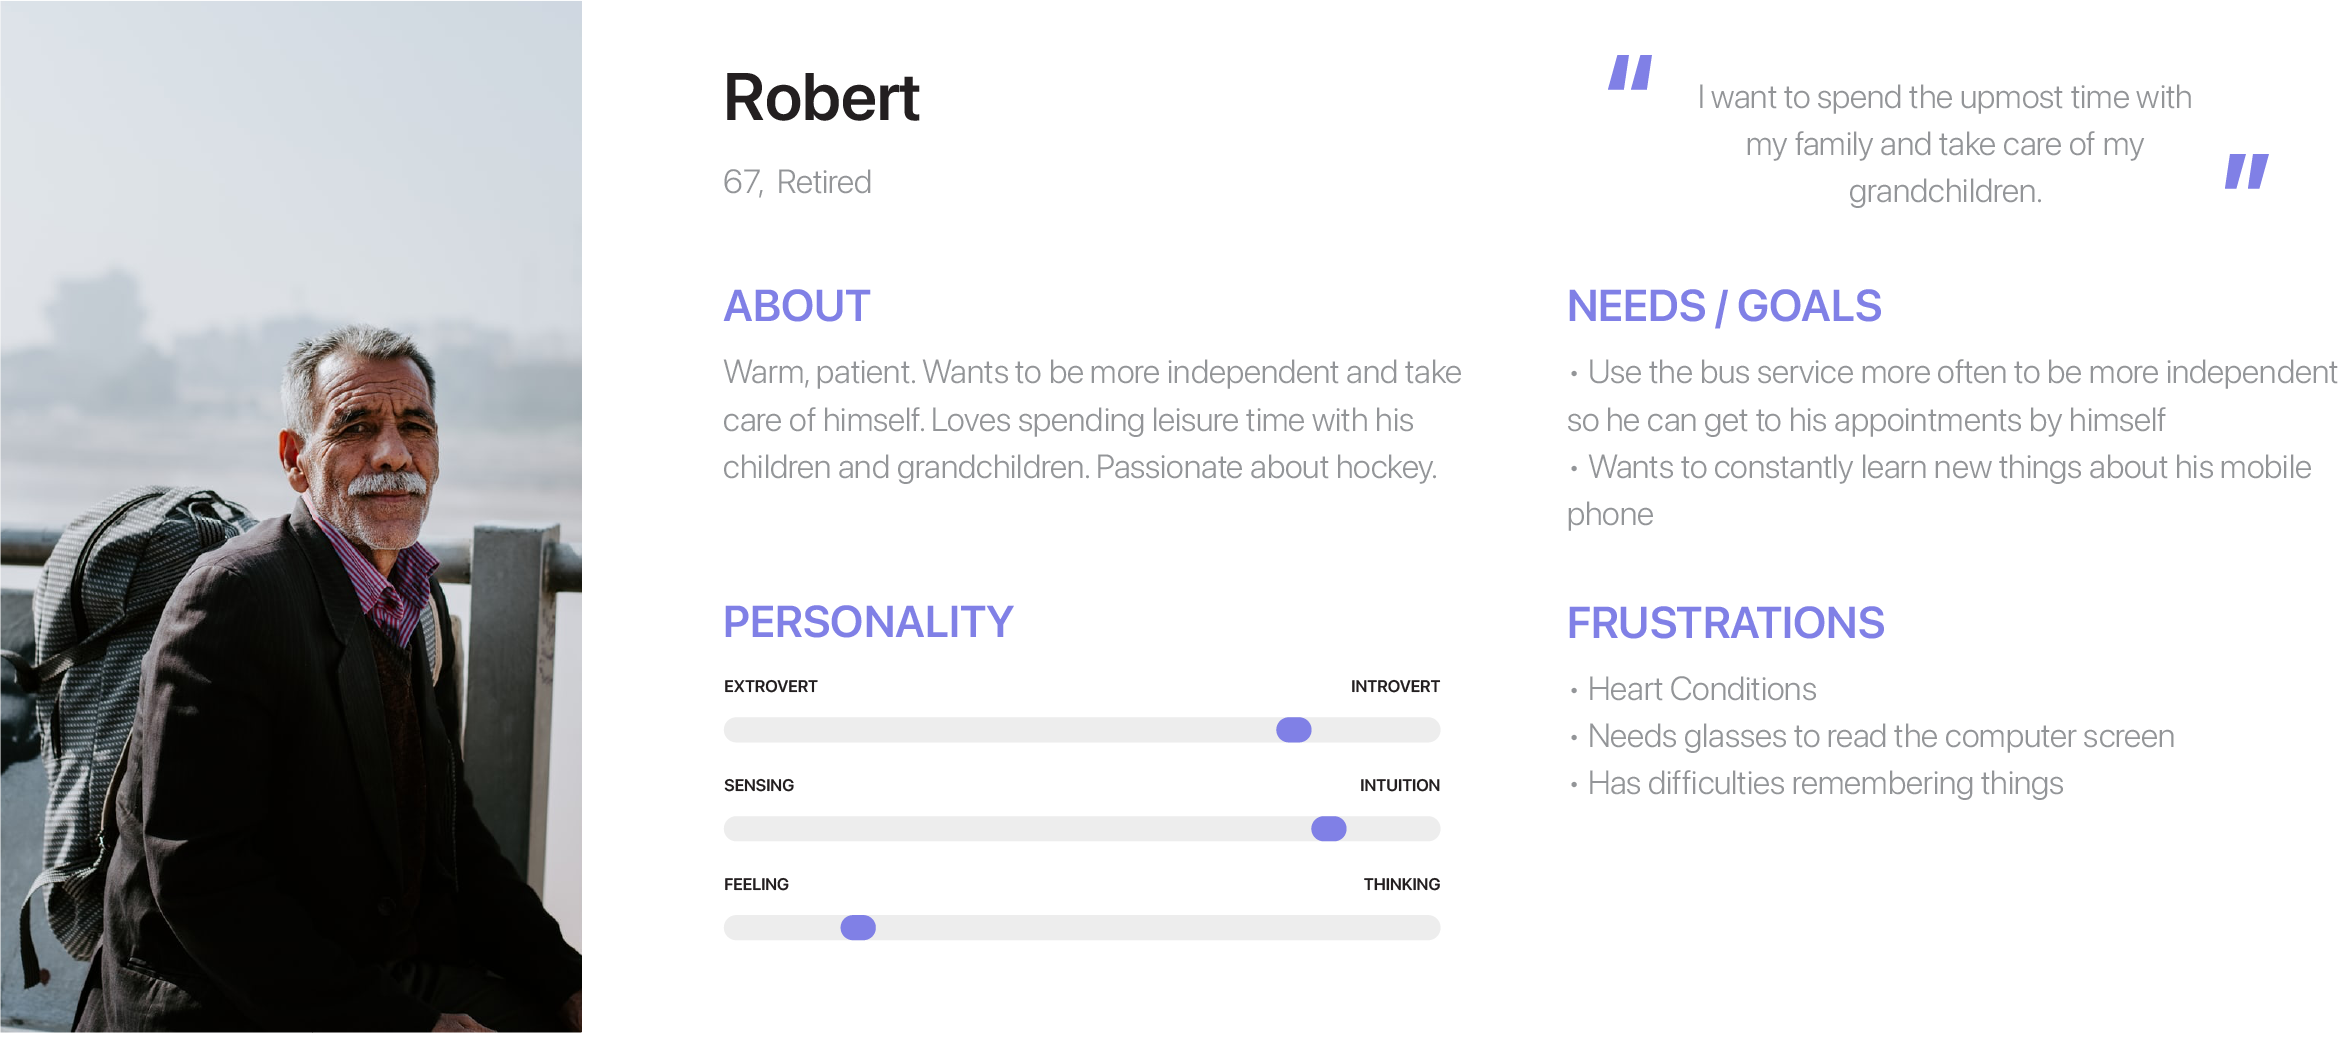 Robert
67, Retired
" I want to spend the upmost time with
my family and take care of my
grandchildren. "
ABOUT
Warm, patient. Wants to be more independent and take
care of himself. Loves spending leisure time with his
children and grandchildren. Passionate about hockey.
NEEDS / GOALS
• Use the bus service more often to be more independent
so he can get to his appointments by himself
• Wants to constantly learn new things about his mobile
phone
PERSONALITY
EXTROVERT INTROVERT
SENSING INTUITION
FEELING THINKING
FRUSTRATIONS
• Heart Conditions
• Needs glasses to read the computer screen
• Has difficulties remembering things